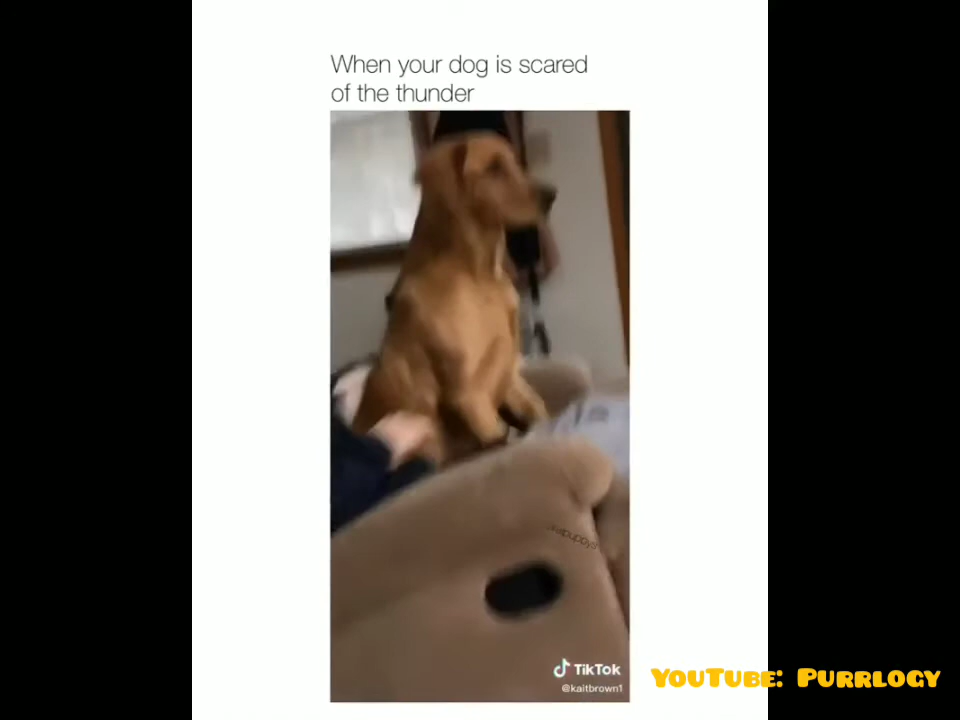 When your dog is scared
of the thunder
TikTok
@kaitbrown1
YouTube: Purrlogy